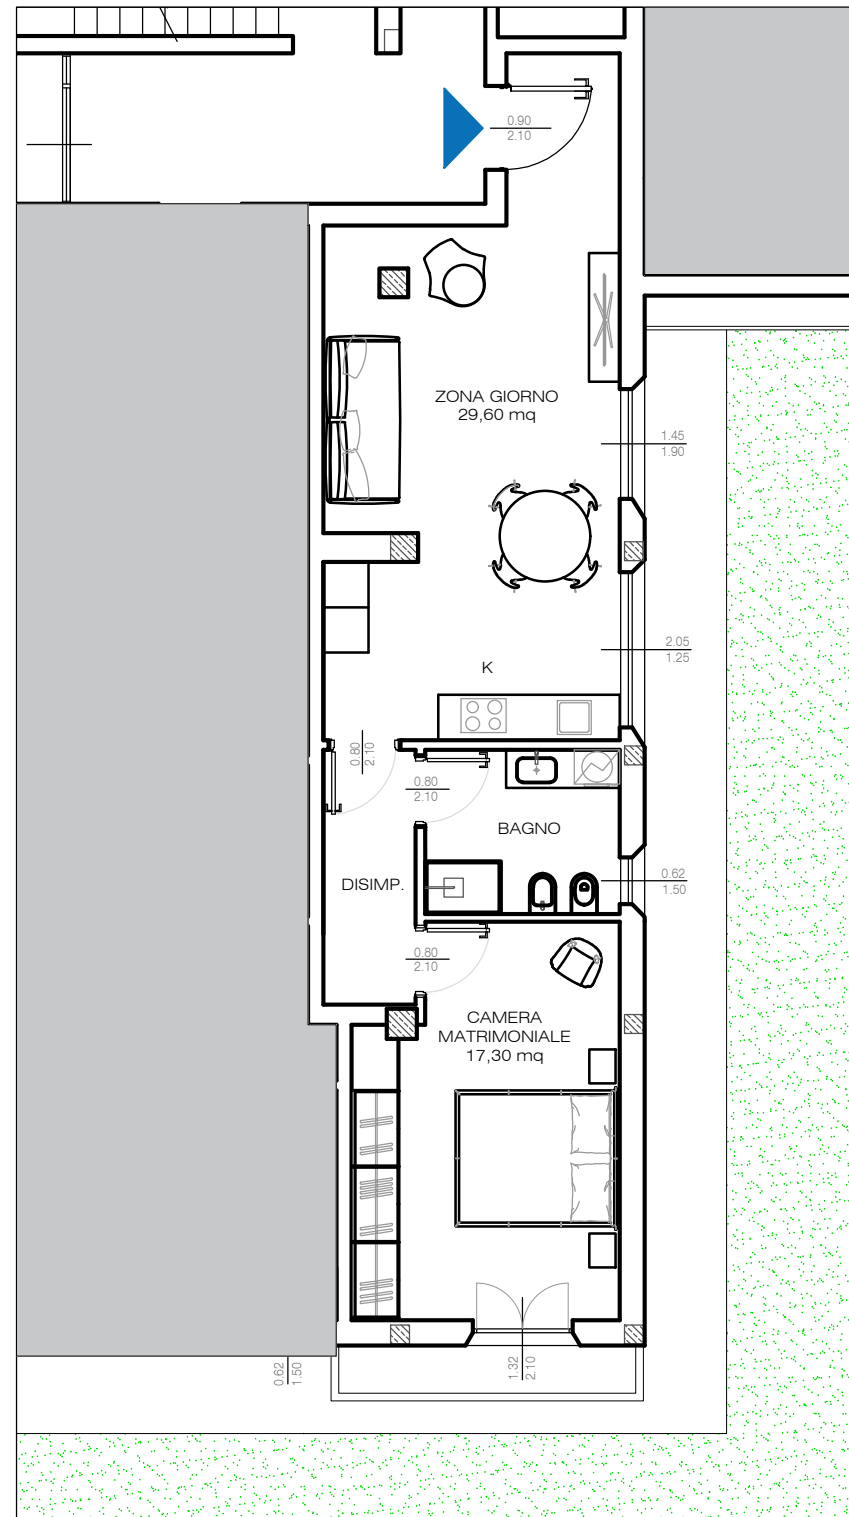 0.90
2.10
ZONA GIORNO
29,60 mq
1.45
1.90
2.05
1.25
K
0.80
2.10
0.80
2.10
BAGNO
0.62
1.50
DISIMP.
0.80
2.10
CAMERA
MATRIMONIALE
17,30 mq
0.62
1.50
1.32
2.10